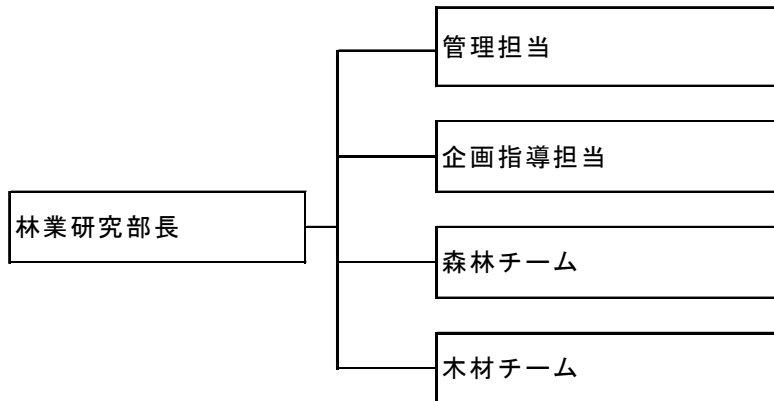 管理担当
企画指導担当
林業研究部長
森林チーム
木材チーム